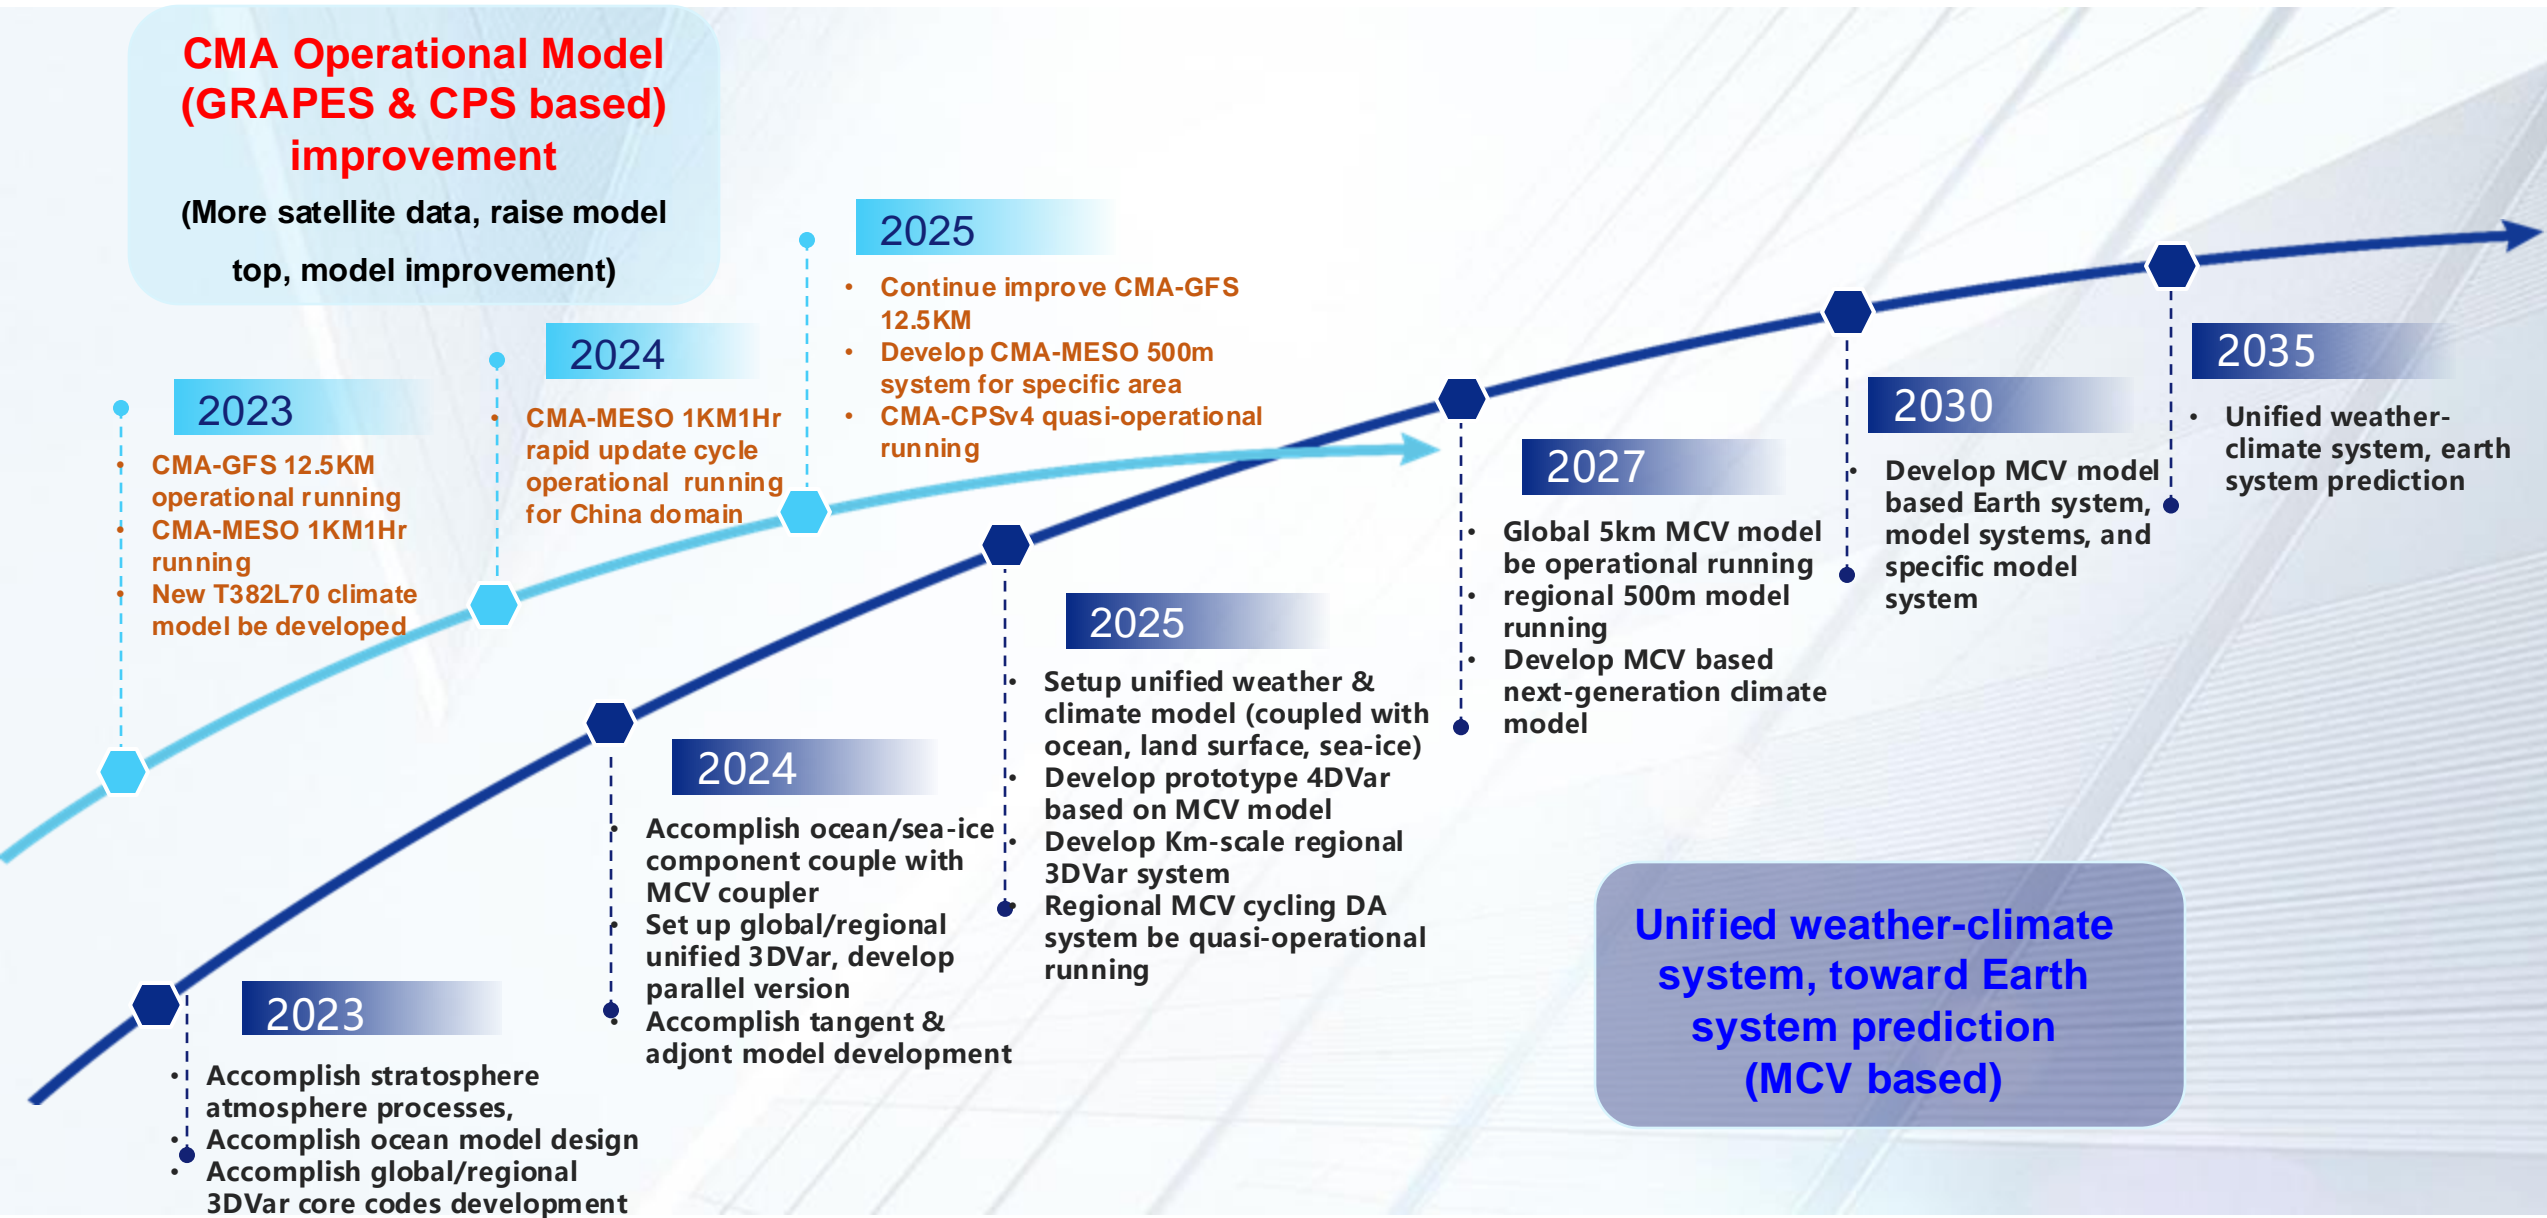 CMA Operational Model
(GRAPES & CPS based)
improvement
(More satellite data, raise model
top, model improvement)
2023
• CMA-GFS 12.5KM
operational running
• CMA-MESO 1KM1Hr
running
• New T382L70 climate
model be developed
2024
• CMA-MESO 1KM1Hr
rapid update cycle
operational running
for China domain
2025
• Continue improve CMA-GFS
12.5KM
• Develop CMA-MESO 500m
system for specific area
• CMA-CPSv4 quasi-operational
running
2023
• Accomplish stratosphere
atmosphere processes,
• Accomplish ocean model design
• Accomplish global/regional
3DVar core codes development
2024
• Accomplish ocean/sea-ice
component couple with
MCV coupler
• Set up global/regional
unified 3DVar, develop
parallel version
• Accomplish tangent &
adjont model development
2025
• Setup unified weather &
climate model (coupled with
ocean, land surface, sea-ice)
• Develop prototype 4DVar
based on MCV model
• Develop Km-scale regional
3DVar system
• Regional MCV cycling DA
system be quasi-operational
running
2027
• Global 5km MCV model
be operational running
• regional 500m model
running
• Develop MCV based
next-generation climate
model
2030
• Develop MCV model
based Earth system,
model systems, and
specific model
system
2035
• Unified weather-
climate system, earth
system prediction
Unified weather-climate
system, toward Earth
system prediction
(MCV based)